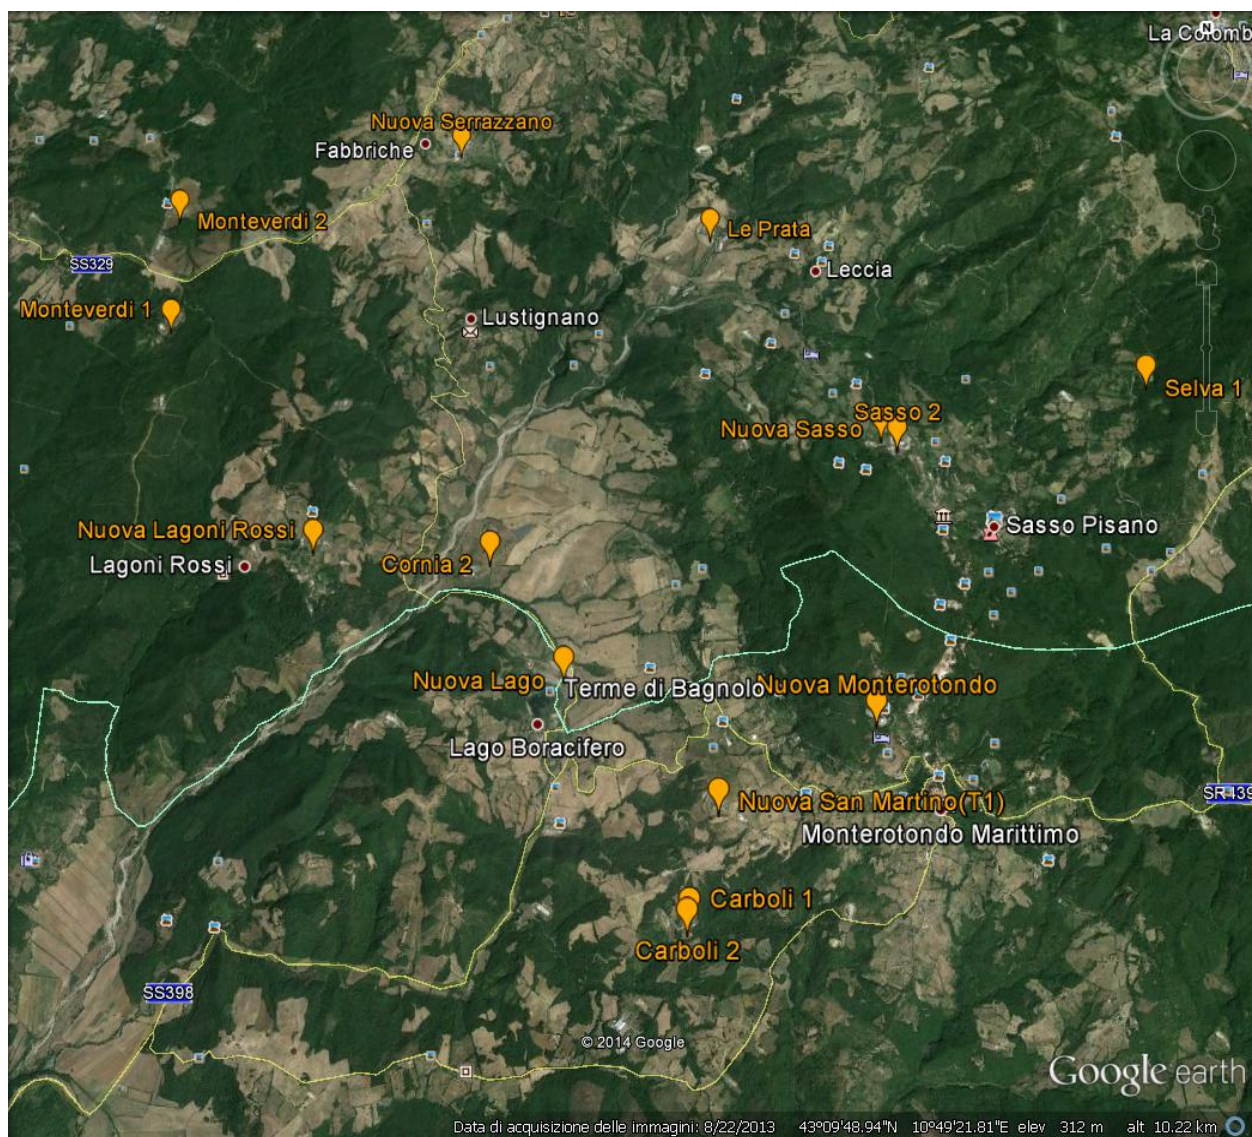 La Colomb
N
Nuova Serrazzano
Fabbriche
Monteverdi 2
Le Prata
SS329
Leccia
Monteverdi 1
Lustignano
Selva 1
Sasso 2
Nuova Sasso
Nuova Lagoni Rossi
Sasso Pisano
Lagoni Rossi
Cornia 2
Nuova Lago
Terme di Bagnolo
Nuova Monterotondo
Lago Boracifero
SR439
Nuova San Martino(T1)
Monterotondo Marittimo
Carboli 1
Carboli 2
SS398
© 2014 Google
Google earth
Data di acquisizione delle immagini: 8/22/2013 43°09'48.94"N 10°49'21.81"E elev 312 m alt 10.22 km